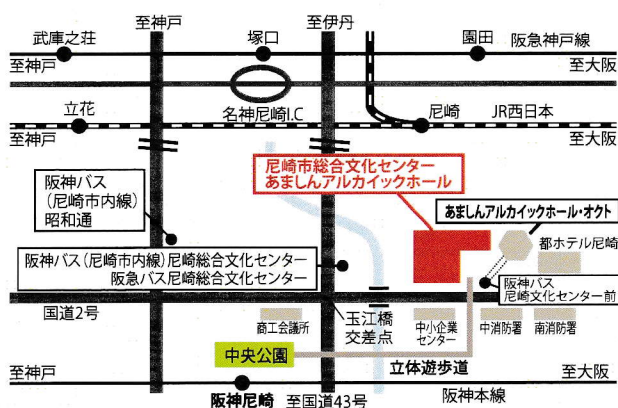 至神戸
至伊丹
武庫之荘
塚口
園田
阪急神戸線
至神戸
至大阪
立花
名神尼崎I.C
尼崎
JR西日本
至神戸
至大阪
尼崎市総合文化センター
あましんアルカイックホール
阪神バス
(尼崎市内線)
昭和通
あましんアルカイックホール・オクト
都ホテル尼崎
阪神バス(尼崎市内線)尼崎総合文化センター
阪急バス尼崎総合文化センター
阪神バス
尼崎文化センター前
国道2号
商工会議所
玉江橋
交差点
中小企業
センター
中消防署
南消防署
中央公園
立体遊歩道
至神戸
至大阪
阪神尼崎
至国道43号
阪神本線